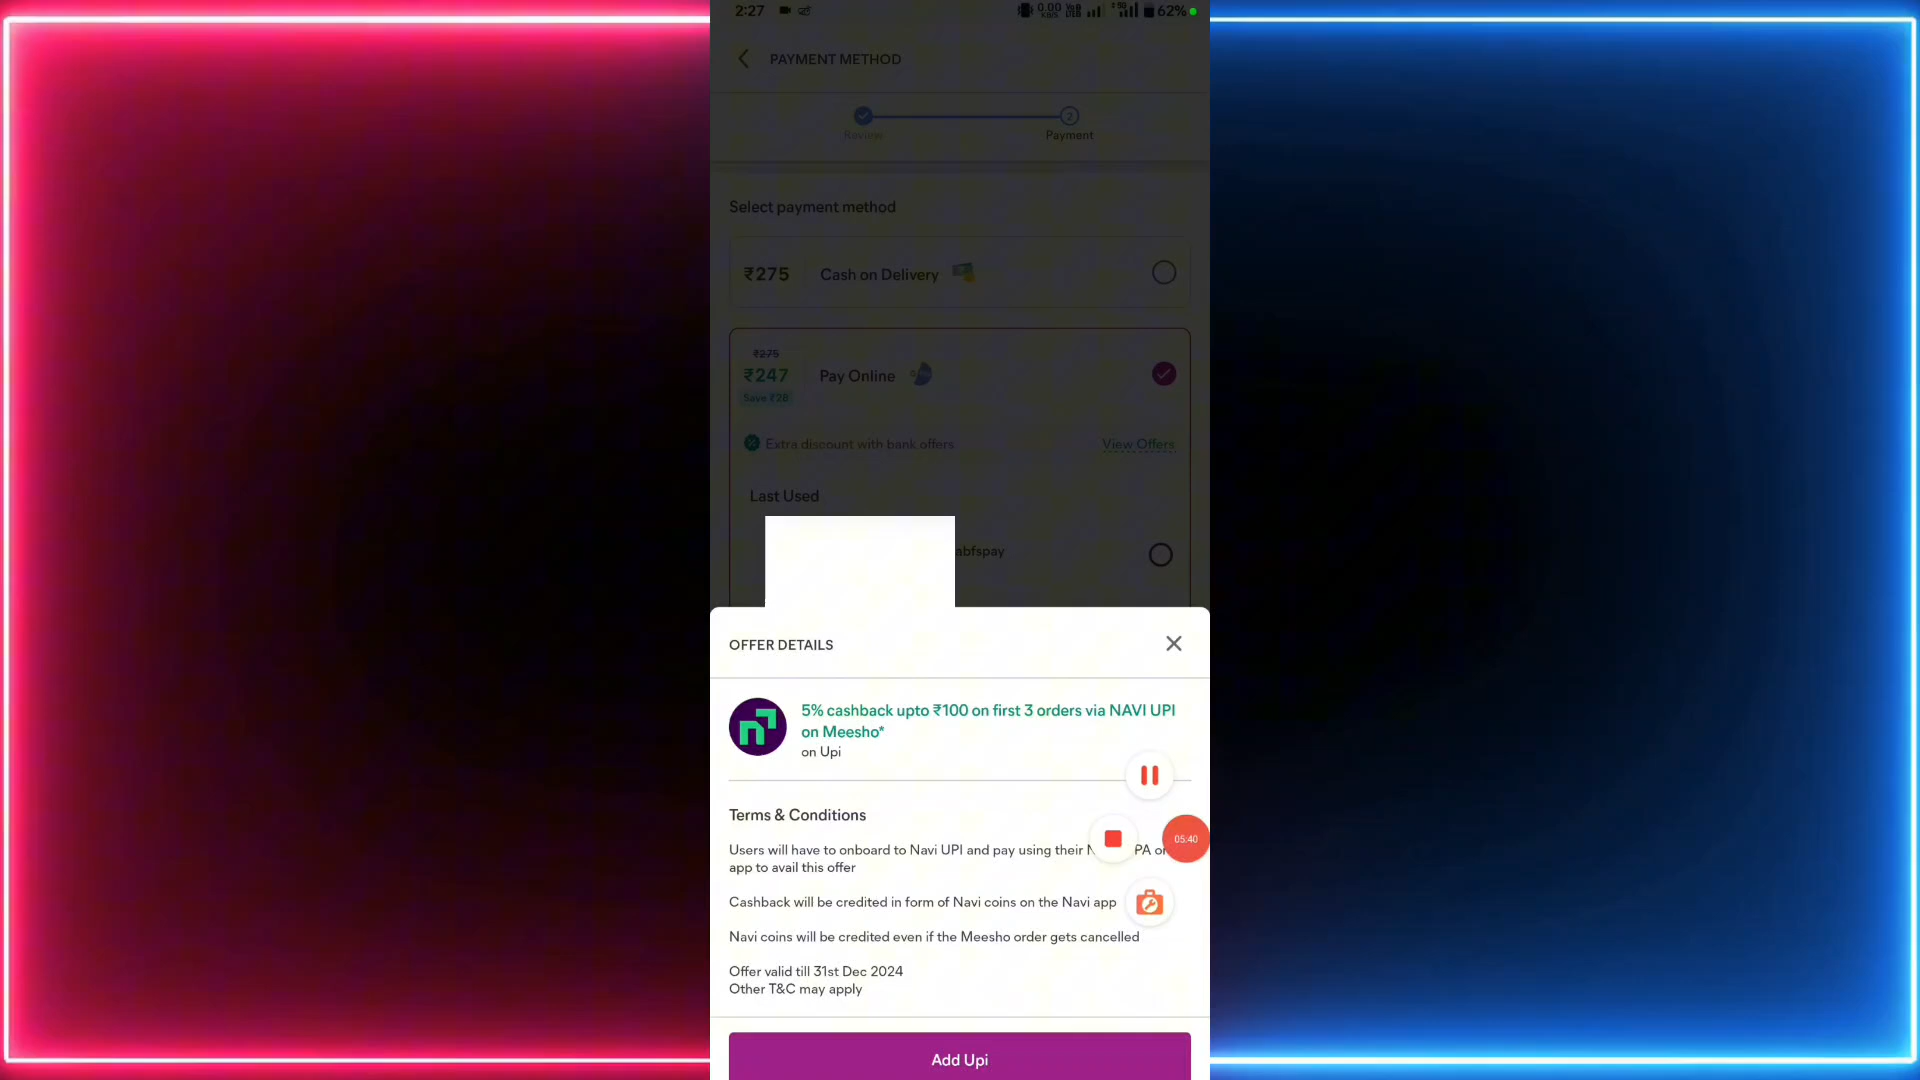 2:27
0.00
KB/S
62%
PAYMENT METHOD
2
Review
Payment
Select payment method
₹275
Cash on Delivery
₹275
₹247
Pay Online
Save ₹28
Extra discount with bank offers
View Offers
Last Used
abfspay
OFFER DETAILS
5% cashback upto ₹100 on first 3 orders via NAVI UPI
on Meesho*
on Upi
Terms & Conditions
Users will have to onboard to Navi UPI and pay using their
app to avail this offer
05:40
Cashback will be credited in form of Navi coins on the Navi app
Navi coins will be credited even if the Meesho order gets cancelled
Offer valid till 31st Dec 2024
Other T&C may apply
Add Upi